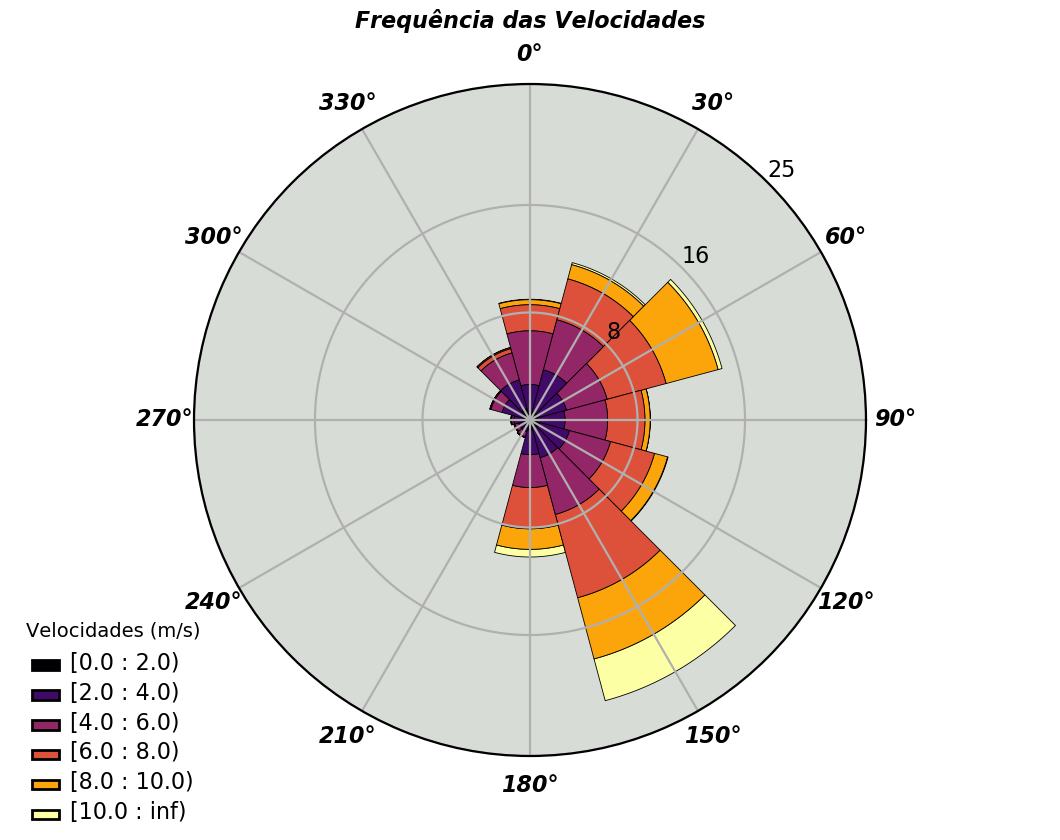 Frequência das Velocidades
0°
330°
30°
25
300°
60°
16
8
270°
90°
240°
120°
210°
150°
180°
Velocidades (m/s)
[0.0 : 2.0)
[2.0 : 4.0)
[4.0 : 6.0)
[6.0 : 8.0)
[8.0 : 10.0)
[10.0 : inf)